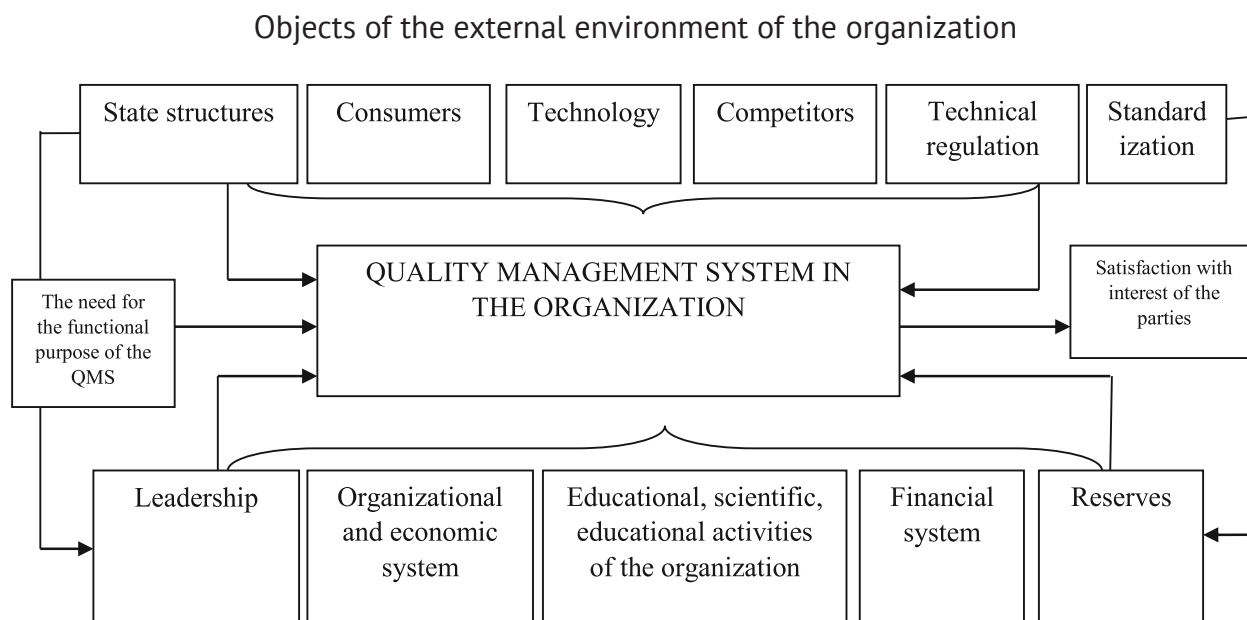 Objects of the external environment of the organization
State structures
Consumers
Technology
Competitors
Technical
regulation
Standard
ization
QUALITY MANAGEMENT SYSTEM IN
THE ORGANIZATION
Satisfaction with
interest of the
parties
The need for
the functional
purpose of the
QMS
Leadership
Organizational
and economic
system
Educational, scientific,
educational activities
of the organization
Financial
system
Reserves